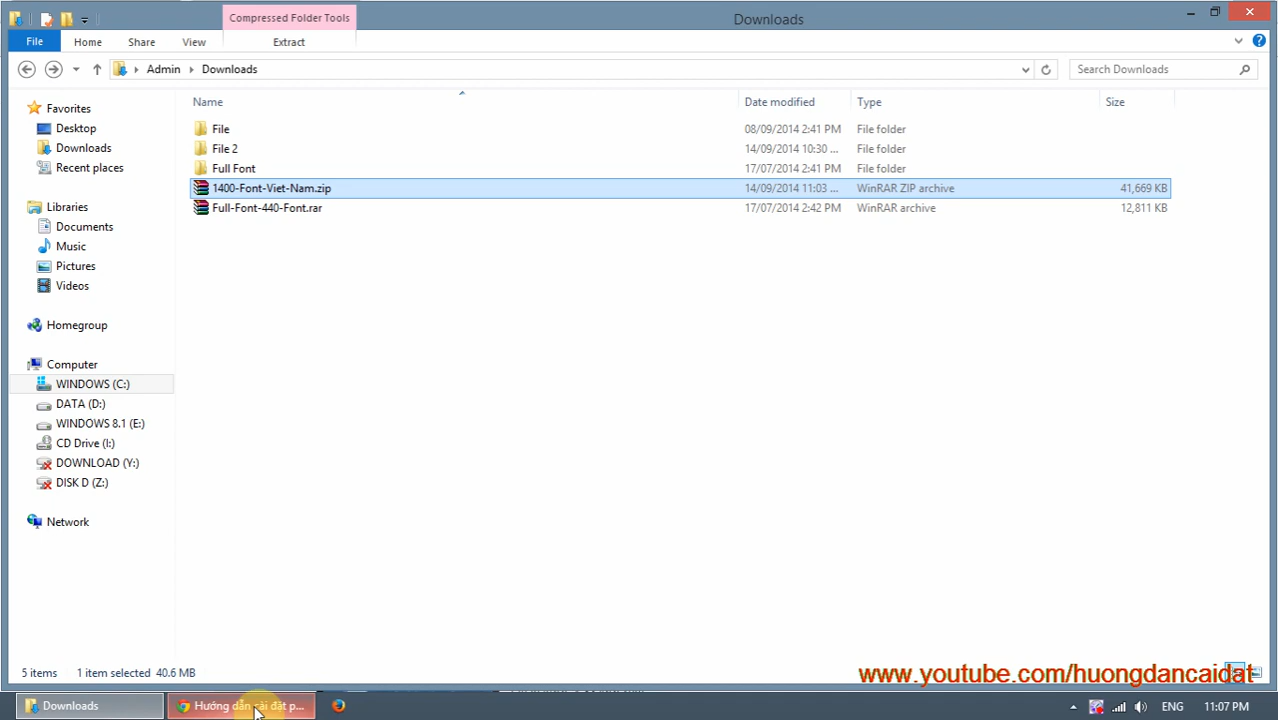 Compressed Folder Tools
Downloads
File Home Share View Extract
Admin Downloads
Search Downloads
Name Date modified Type Size
Favorites
Desktop
Downloads
Recent places
Libraries
Documents
Music
Pictures
Videos
Homegroup
Computer
WINDOWS (C:)
DATA (D:)
WINDOWS 8.1 (E:)
CD Drive (I:)
DOWNLOAD (Y:)
DISK D (Z:)
Network
File 08/09/2014 2:41 PM File folder
File 2 14/09/2014 10:30 ... File folder
Full Font 17/07/2014 2:41 PM File folder
1400-Font-Viet-Nam.zip 14/09/2014 11:03 ... WinRAR ZIP archive 41,669 KB
Full-Font-440-Font.rar 17/07/2014 2:42 PM WinRAR archive 12,811 KB
5 items 1 item selected 40.6 MB
www.youtube.com/huongdancaidat
Downloads
Hướng dẫn cài đặt p...
ENG 11:07 PM